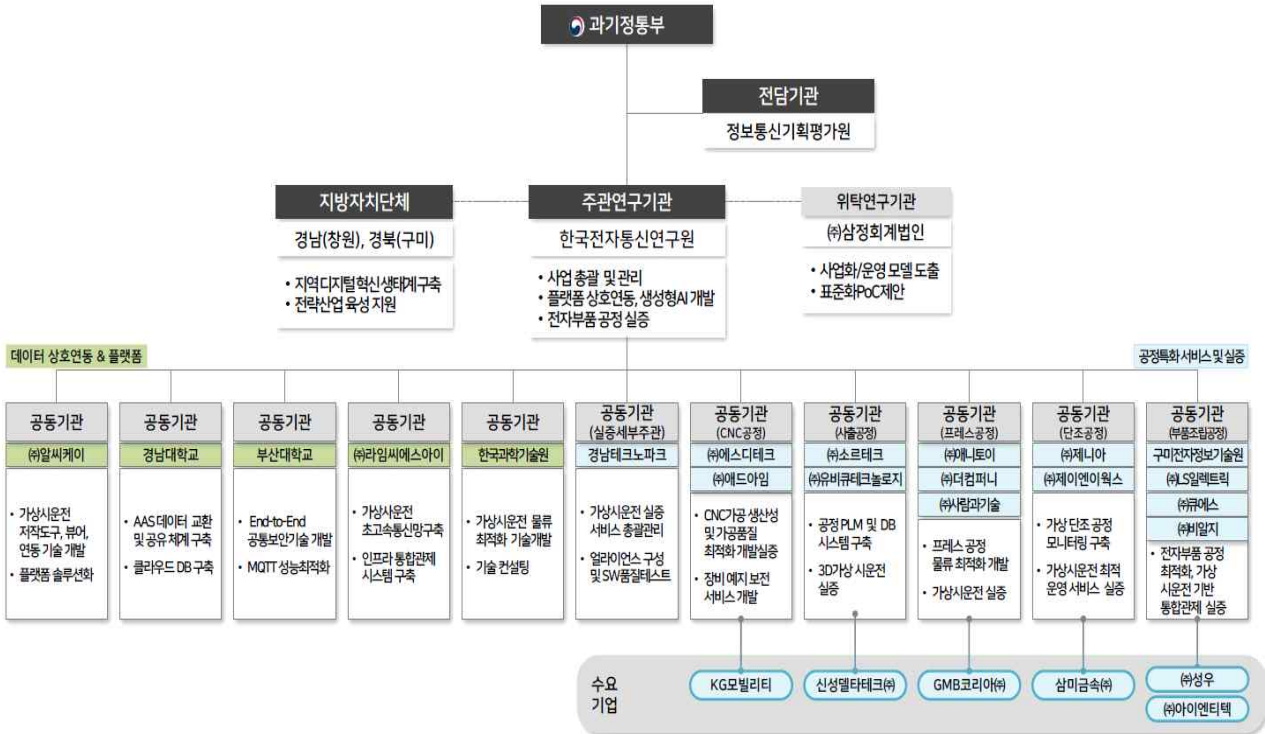 과기정통부
전담기관
정보통신기획평가원
지방자치단체
경남(창원), 경북(구미)
• 지역 디지털 혁신 생태계 구축
• 전략산업 육성 지원
주관연구기관
한국전자통신연구원
• 사업 총괄 및 관리
• 플랫폼 상호연동, 생성형AI 개발
• 전자부품 공정 실증
위탁연구기관
㈜삼정회계법인
• 사업화/운영 모델 도출
• 표준화PoC제안
데이터 상호연동 & 플랫폼
공정특화 서비스 및 실증
공동기관
㈜알씨케이
• 가상시운전
저작도구, 뷰어,
연동 기술 개발
• 플랫폼 솔루션화
공동기관
경남대학교
• AAS 데이터 교환
및 공유 체계 구축
• 클라우드 DB 구축
공동기관
부산대학교
• End-to-End
공통보안기술 개발
• MQTT 성능최적화
공동기관
㈜라임씨에스아이
• 가상시운전
초고속통신망구축
• 인프라 통합관제
시스템 구축
공동기관
한국과학기술원
• 가상시운전 물류
최적화 기술개발
• 기술 컨설팅
공동기관
(실증세부주관)
경남테크노파크
• 가상시운전 실증
서비스 총괄관리
• 얼라이언스 구성
및 SW품질테스트
공동기관
(CNC공정)
㈜에스디테크
㈜애드아임
• CNC가공 생산성
및 가공품질
최적화 개발실증
• 장비 예지 보전
서비스 개발
공동기관
(사출공정)
㈜소르테크
㈜유비큐테크놀로지
• 공정 PLM 및 DB
시스템 구축
• 3D가상 시운전
실증
공동기관
(프레스공정)
㈜애니토이
㈜더컴퍼니
㈜사람과기술
• 프레스 공정
물류 최적화 개발
• 가상시운전 실증
공동기관
(단조공정)
㈜제니아
㈜제이엔이웍스
• 가상 단조 공정
모니터링 구축
• 가상시운전 최적
운영 서비스 실증
공동기관
(부품조립공정)
구미전자정보기술원
㈜LS일렉트릭
㈜큐에스
㈜비알지
• 전자부품 공정
최적화, 가상
시운전 기반
통합관제 실증
수요
기업
KG모빌리티
신성델타테크㈜
GMB코리아㈜
삼미금속㈜
㈜성우
㈜아이엔티텍